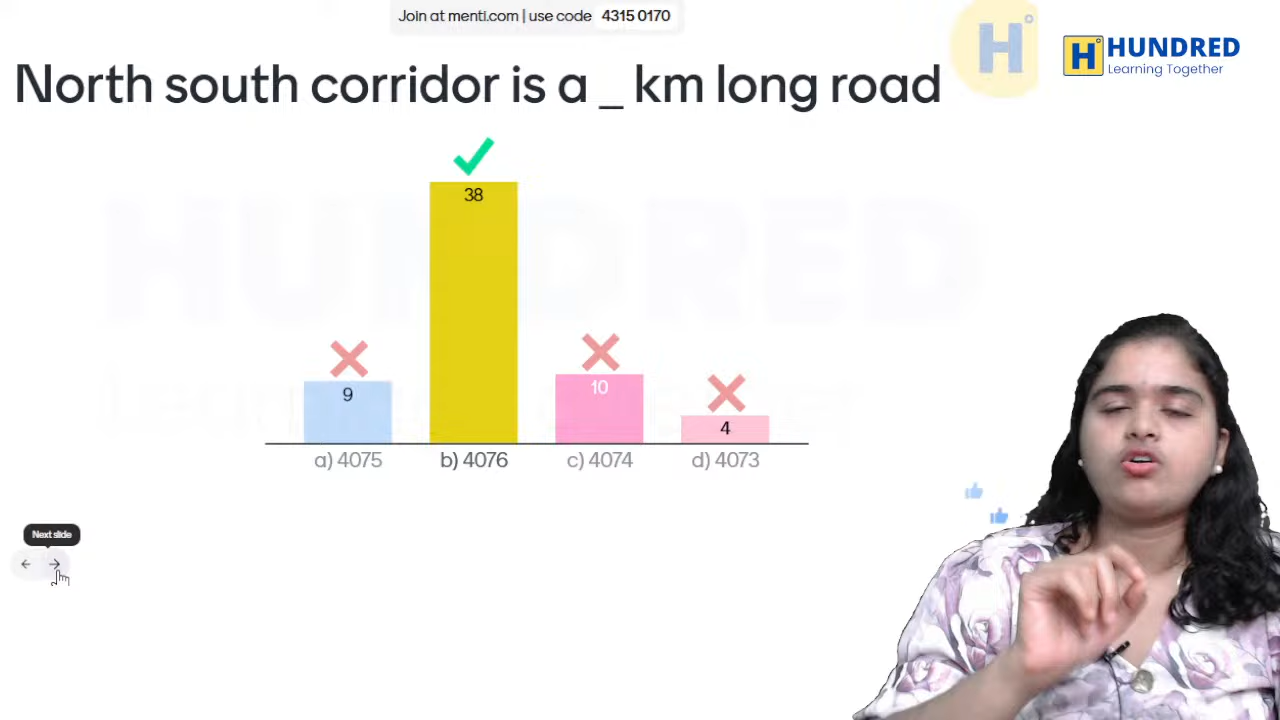 Join at menti.com | use code 4315 0170
H
H HUNDRED
Learning Together
North south corridor is a _ km long road
HUNDRED
38
9
10
4
a) 4075
b) 4076
c) 4074
d) 4073
Next slide